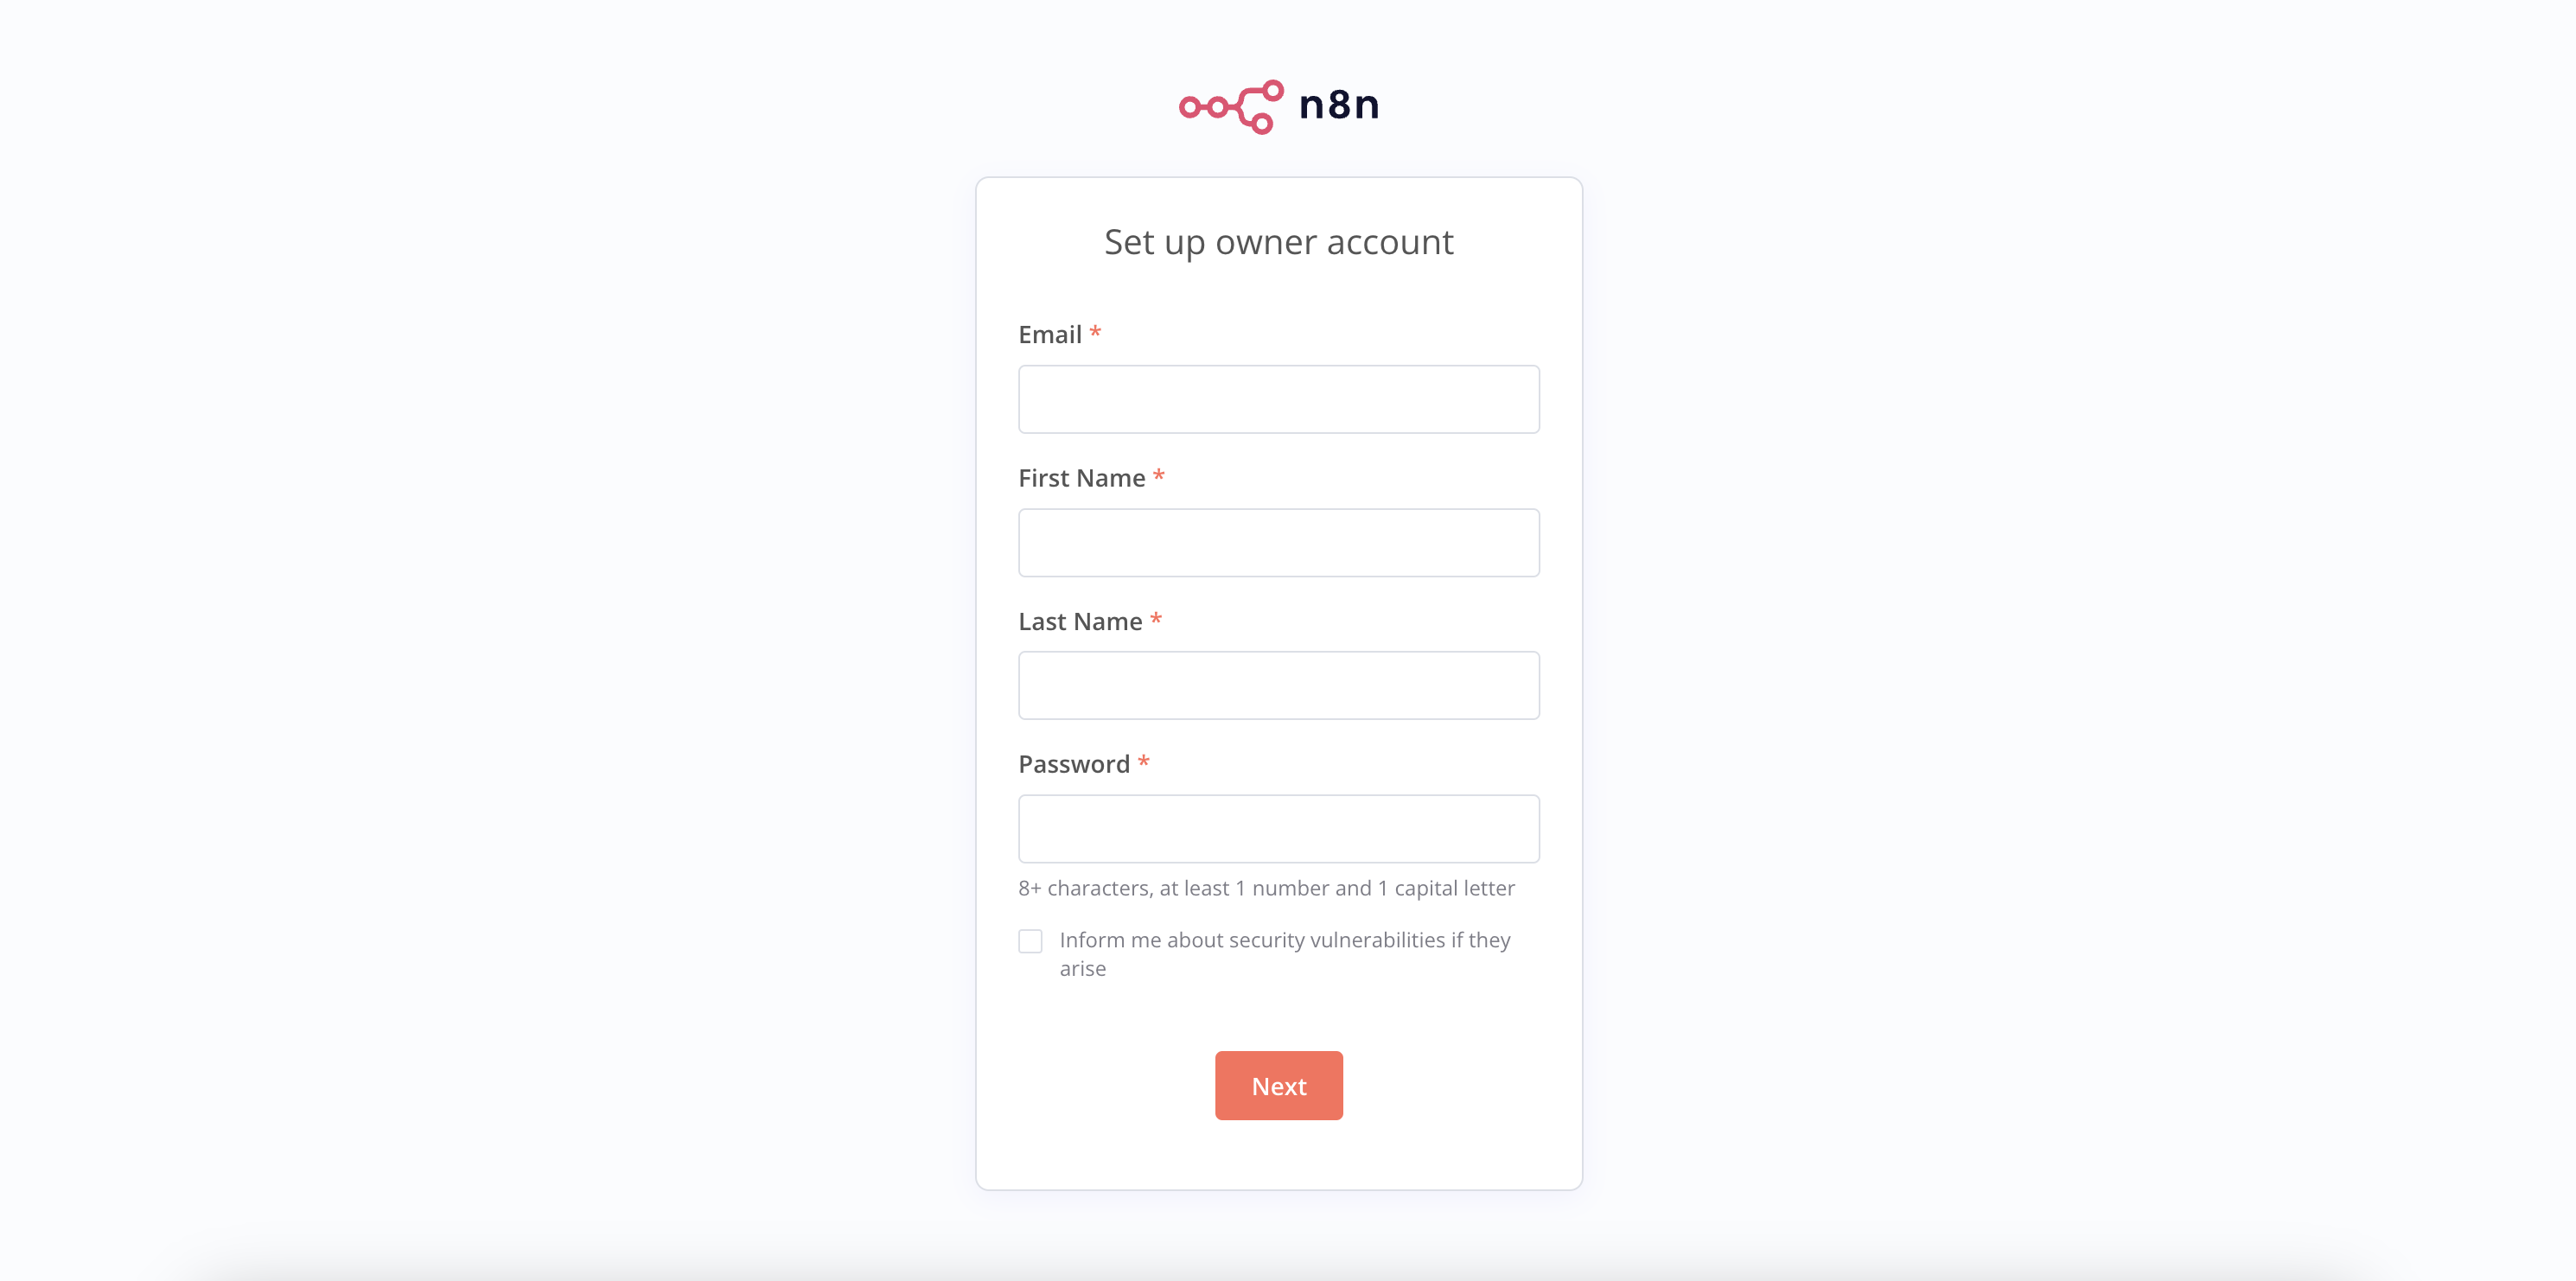 n8n
Set up owner account
Email *
First Name *
Last Name *
Password *
8+ characters, at least 1 number and 1 capital letter
Inform me about security vulnerabilities if they
arise
Next